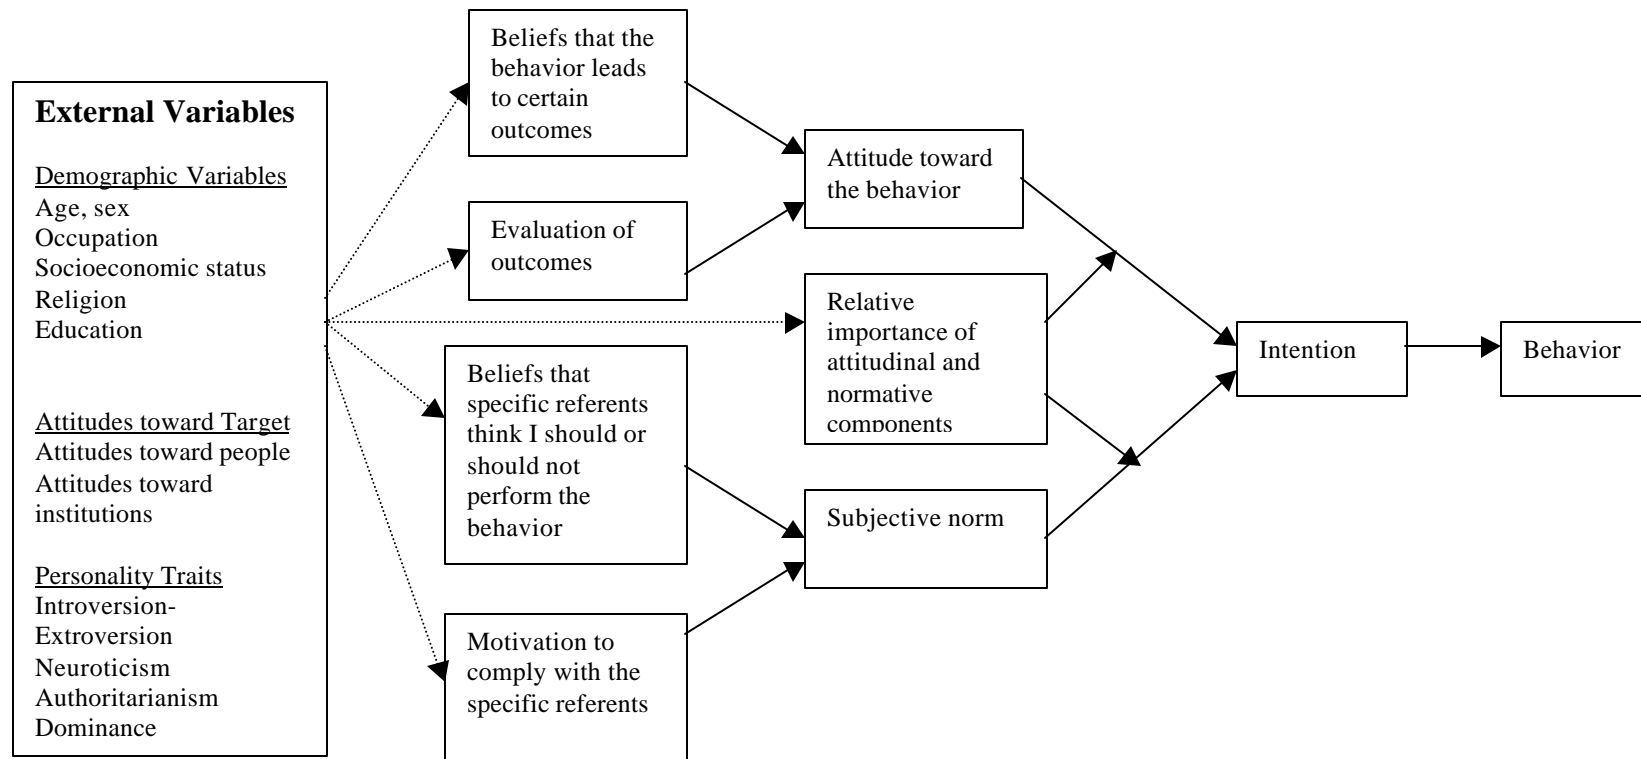 External Variables
Demographic Variables
Age, sex
Occupation
Socioeconomic status
Religion
Education
Attitudes toward Target
Attitudes toward people
Attitudes toward
institutions
Personality Traits
Introversion-
Extroversion
Neuroticism
Authoritarianism
Dominance
Beliefs that the
behavior leads
to certain
outcomes
Evaluation of
outcomes
Beliefs that
specific referents
think I should or
should not
perform the
behavior
Motivation to
comply with the
specific referents
Attitude toward
the behavior
Relative
importance of
attitudinal and
normative
components
Subjective norm
Intention
Behavior